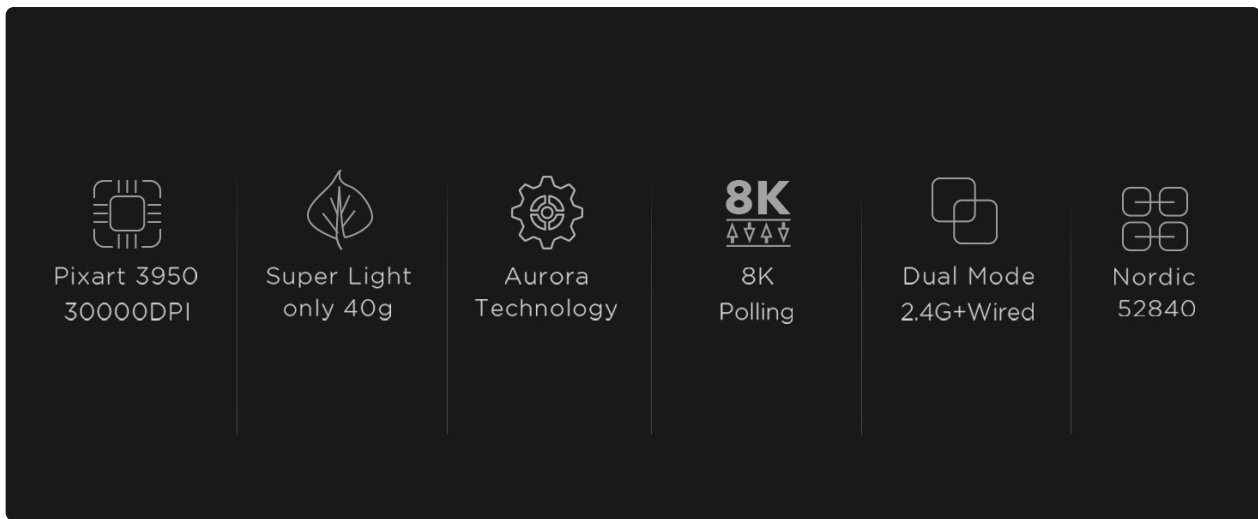 Pixart 3950
30000DPI
Super Light
only 40g
Aurora
Technology
8K
8K
Polling
Dual Mode
2.4G+Wired
Nordic
52840